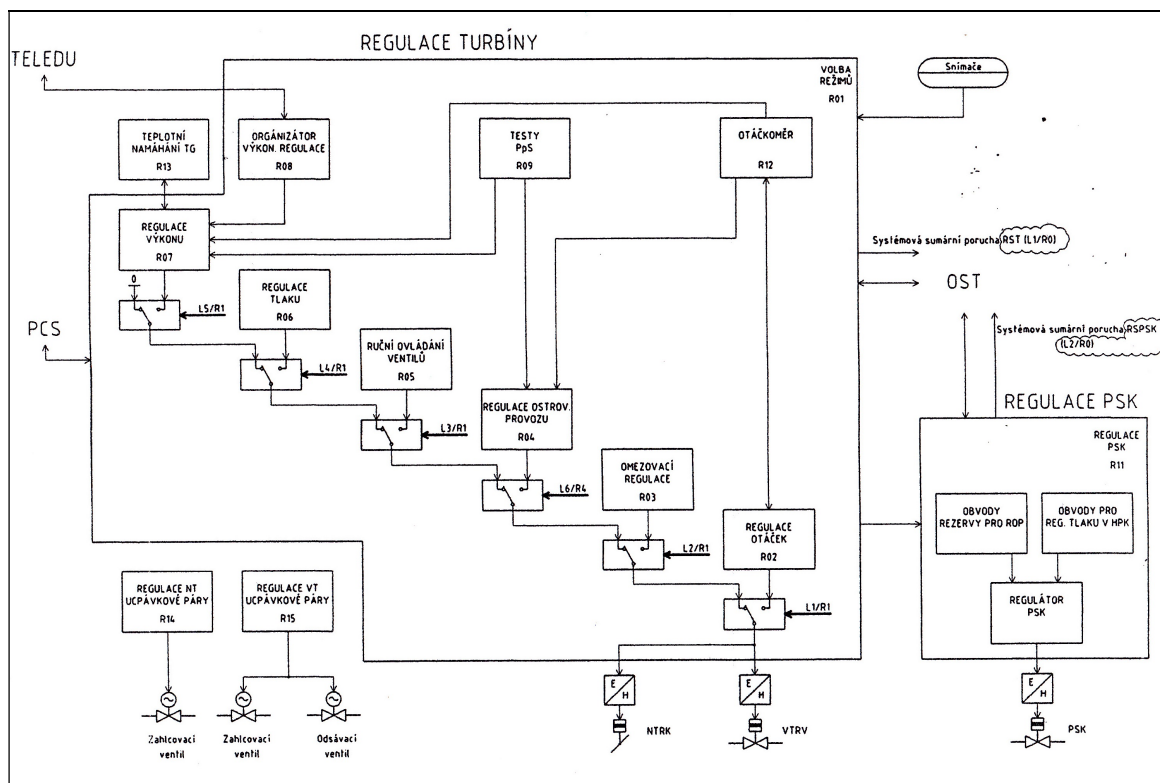 REGULACE TURBÍNY
TELEDU
VOLBA
REŽIMŮ
R01
Snímače
TEPLOTNÍ
NAMÁHÁNÍ TG
R13
ORGÁNIZÁTOR
VÝKON. REGULACE
R08
TESTY
PpS
R09
OTÁČKOMĚR
R12
REGULACE
VÝKONU
R07
Systémová sumární porucha RST (L1/R0)
0
L5/R1
REGULACE
TLAKU
R06
OST
PCS
Systémová sumární porucha RSPSK
(L2/R0)
RUČNÍ OVLÁDÁNÍ
VENTILŮ
R05
L4/R1
REGULACE OSTROV.
PROVOZU
R04
REGULACE PSK
L3/R1
REGULACE
PSK
R11
OMEZOVACÍ
REGULACE
R03
L6/R4
OBVODY
REZERVY PRO ROP
OBVODY PRO
REG. TLAKU V HPK
REGULACE
OTÁČEK
R02
L2/R1
REGULACE NT
UCPÁVKOVÉ PÁRY
R14
REGULACE VT
UCPÁVKOVÉ PÁRY
R15
L1/R1
REGULÁTOR
PSK
E
H
E
H
E
H
NTRK
VTRV
PSK
Zahlcovací
ventil
Zahlcovací
ventil
Odsávací
ventil